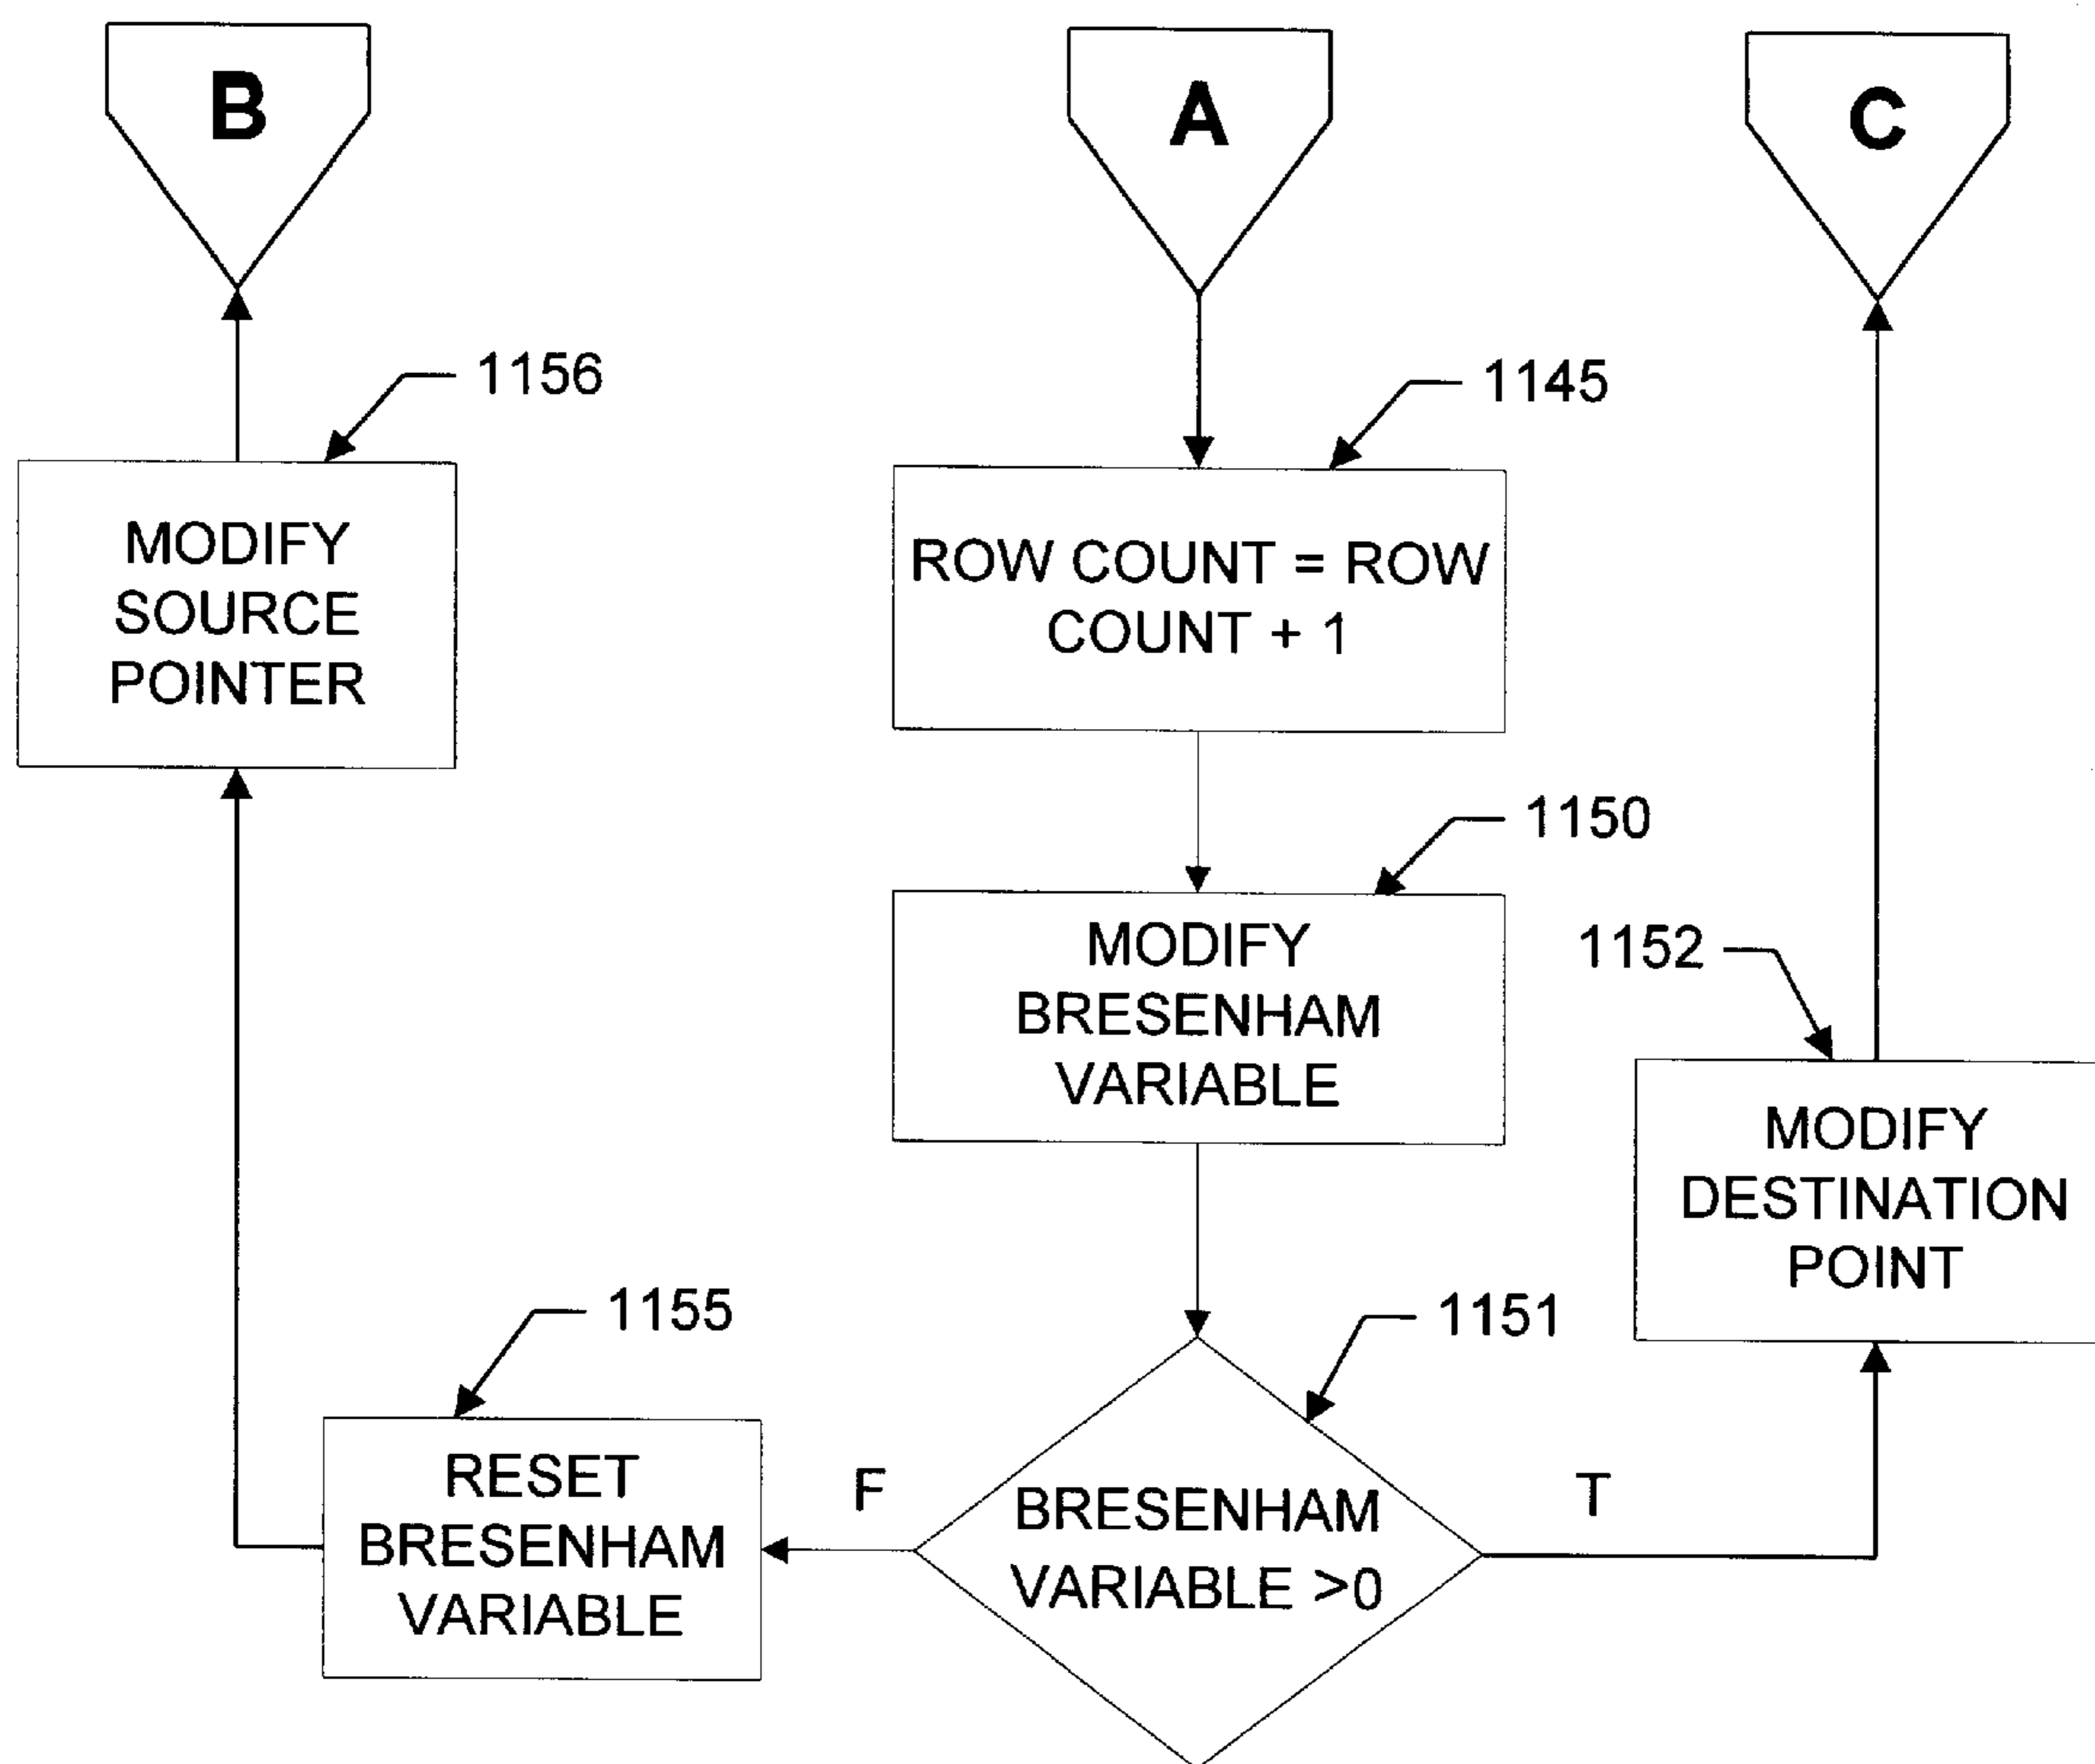 B
A
C
1156
1145
MODIFY
SOURCE
POINTER
ROW COUNT = ROW
COUNT + 1
1150
MODIFY
BRESENHAM
VARIABLE
1152
MODIFY
DESTINATION
POINT
1155
1151
RESET
BRESENHAM
VARIABLE
F
BRESENHAM
VARIABLE >0
T